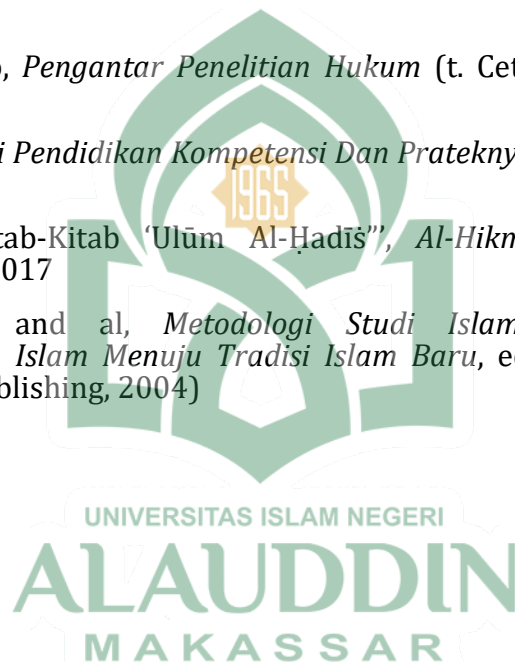 , Pengantar Penelitian Hukum (t. Cet
i Pendidikan Kompetensi Dan Prateknya
tab-Kitab ‘Ulūm Al-Ḥadīṡ”’, Al-Hikm
017
and al, Metodologi Studi Islam
Islam Menuju Tradisi Islam Baru, e
blishing, 2004)
1965
UNIVERSITAS ISLAM NEGERI
ALAUDDIN
MAKASSAR